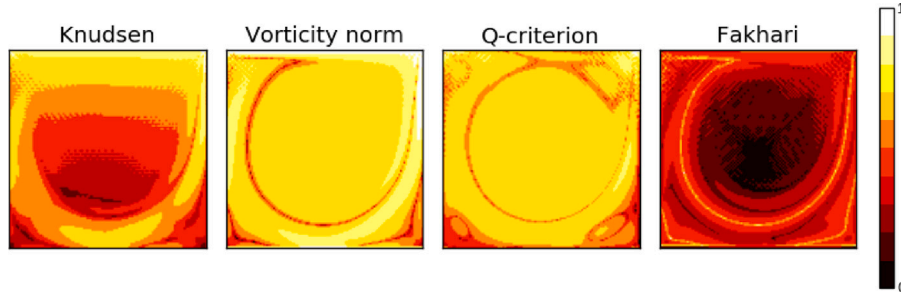 Knudsen
Vorticity norm
Q-criterion
Fakhari
1
0